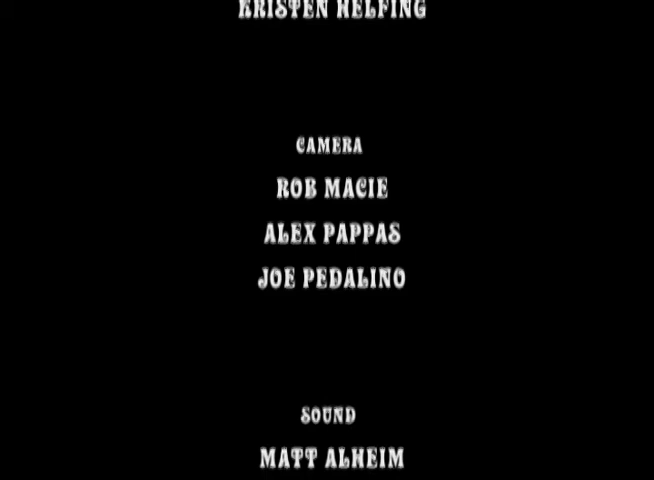 KRISTEN HELFING
CAMERA
ROB MACIE
ALEX PAPPAS
JOE PEDALINO
SOUND
MATT ALHEIM